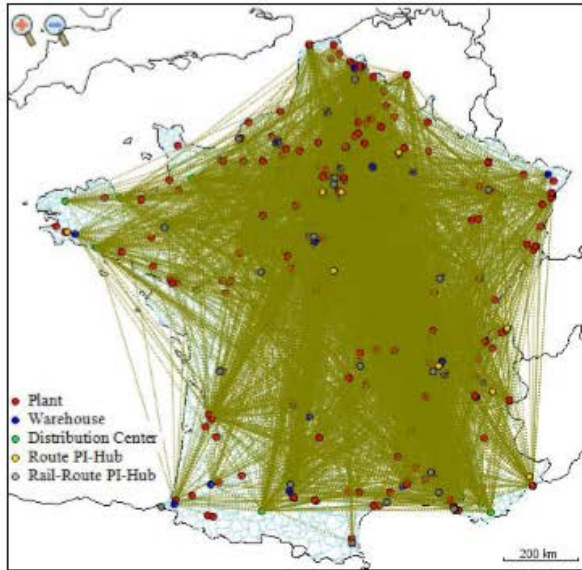 Plant
Warehouse
Distribution Center
Route PI-Hub
Rail-Route PI-Hub
200 km